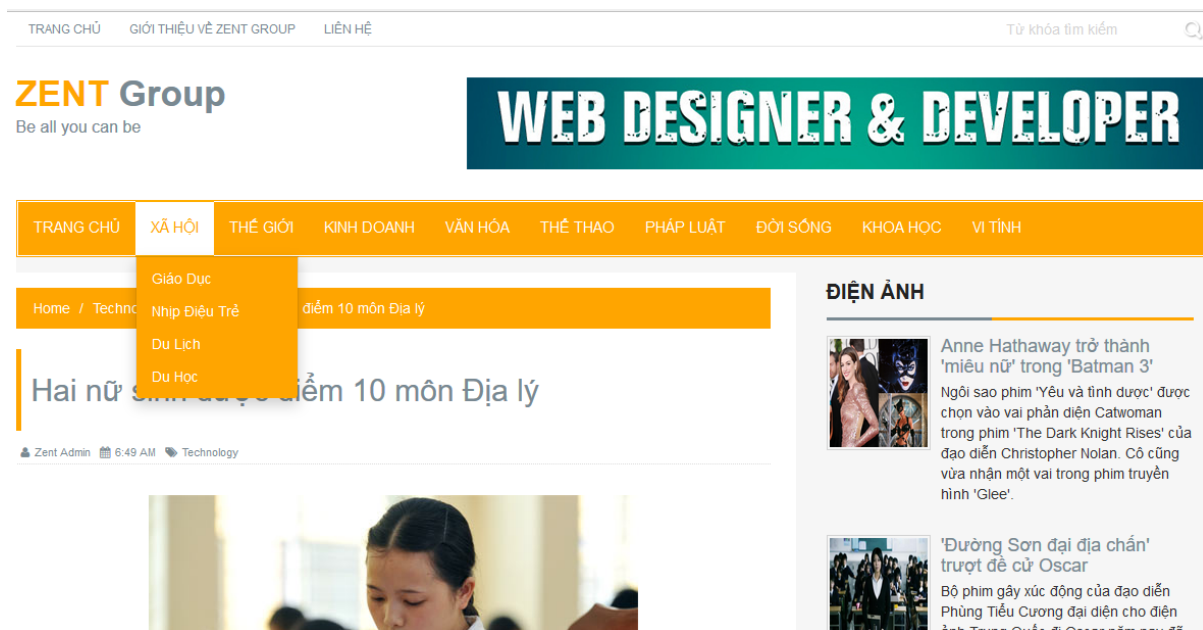 TRANG CHỦ GIỚI THIỆU VỀ ZENT GROUP LIÊN HỆ Từ khóa tìm kiếm
ZENT Group
Be all you can be
WEB DESIGNER & DEVELOPER
TRANG CHỦ XÃ HỘI THẾ GIỚI KINH DOANH VĂN HÓA THỂ THAO PHÁP LUẬT ĐỜI SỐNG KHOA HỌC VI TÍNH
Giáo Dục
Nhịp Điệu Trẻ
Du Lịch
Du Học
Home / điểm 10 môn Địa lý
Hai nữ điểm 10 môn Địa lý
Zent Admin 6:49 AM Technology
ĐIỆN ẢNH
Anne Hathaway trở thành
'miêu nữ' trong 'Batman 3'
Ngôi sao phim 'Yêu và tình dược' được
chọn vào vai phản diện Catwoman
trong phim 'The Dark Knight Rises' của
đạo diễn Christopher Nolan. Cô cũng
vừa nhận một vai trong phim truyền
hình 'Glee'.
'Đường Sơn đại địa chấn'
trượt đề cử Oscar
Bộ phim gây xúc động của đạo diễn
Phùng Tiểu Cương đại diện cho điện